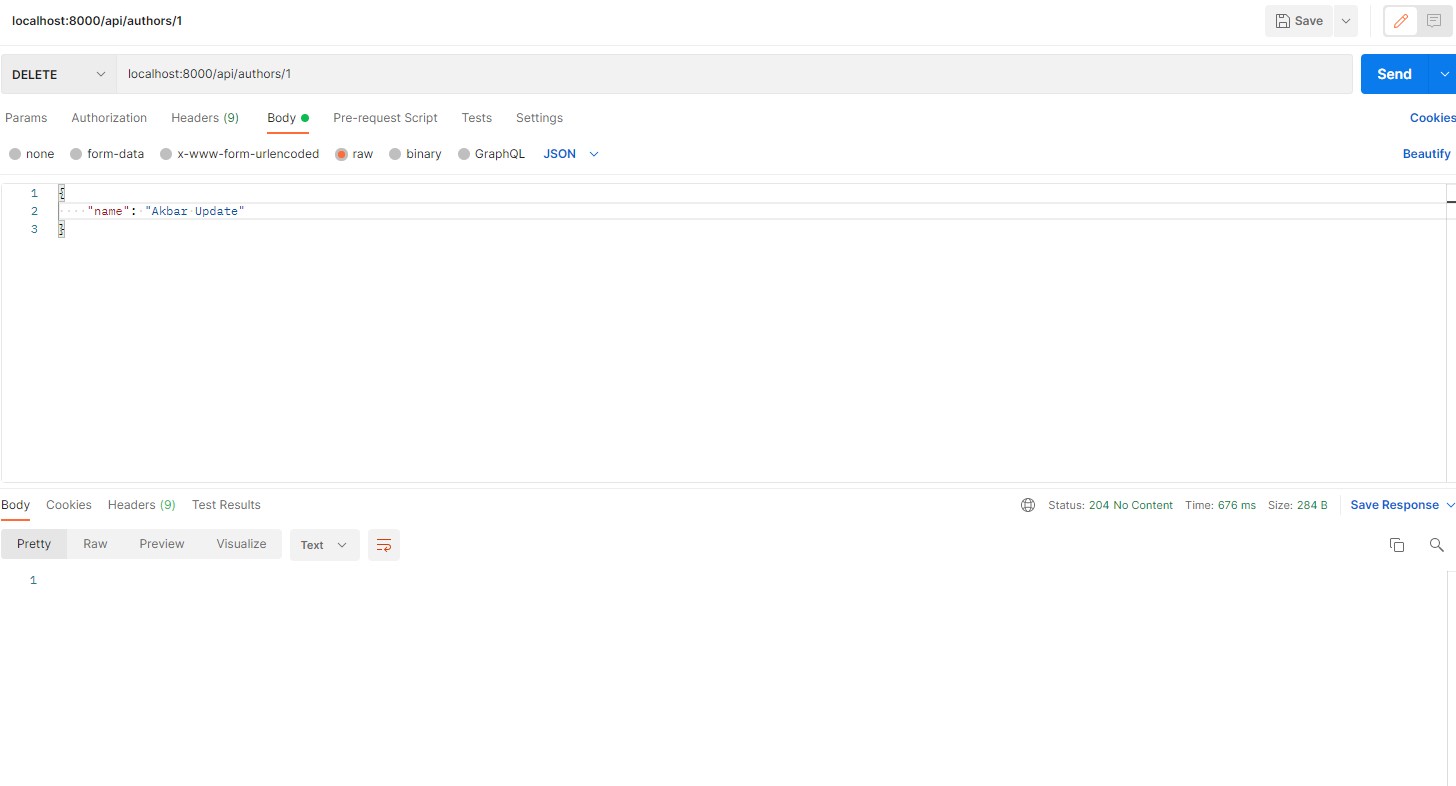 localhost:8000/api/authors/1
Save
DELETE
localhost:8000/api/authors/1
Send
Params Authorization Headers (9) Body Pre-request Script Tests Settings Cookies
none form-data x-www-form-urlencoded raw binary GraphQL JSON Beautify
1 {
2 ····"name":·"Akbar·Update"
3 }
Body Cookies Headers (9) Test Results Status: 204 No Content Time: 676 ms Size: 284 B Save Response
Pretty Raw Preview Visualize Text
1